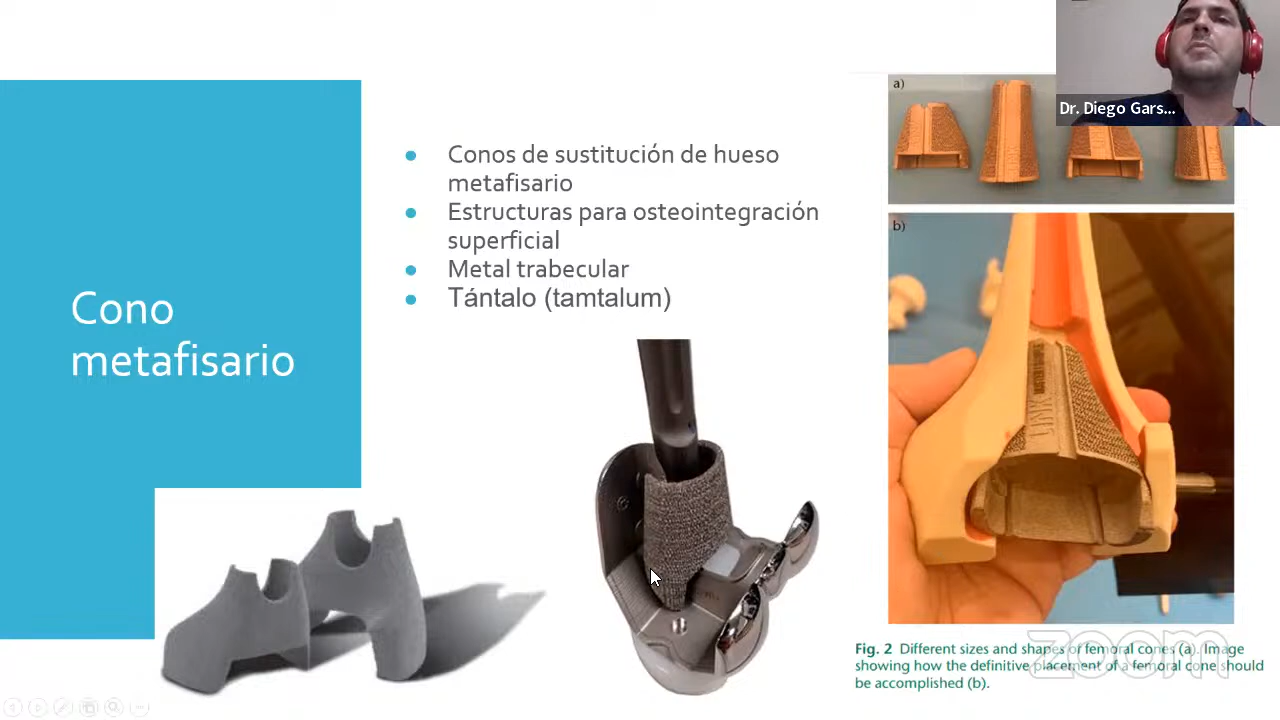 Cono
metafisario
Conos de sustitución de hueso
metafisario
Estructuras para osteointegración
superficial
Metal trabecular
Tántalo (tamtalum)
a)
Dr. Diego Gars...
b)
LINK
Fig. 2 Different sizes and shapes of femoral cones (a). Image
showing how the definitive placement of a femoral cone should
be accomplished (b).
zoom